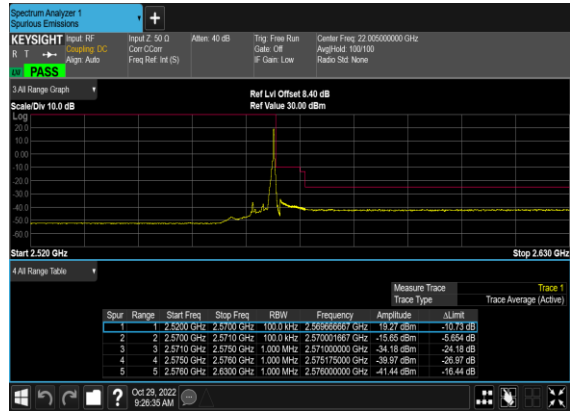 Spectrum Analyzer 1
Spurious Emissions
+
KEYSIGHT Input: RF Input Z: 50 Ω Atten: 40 dB Trig: Free Run Center Freq: 22.005000000 GHz
R T Coupling: DC Corr CCorr Gate: Off Avg|Hold: 100/100
Align: Auto Freq Ref: Int (S) IF Gain: Low Radio Std: None
PASS
3 All Range Graph Ref Lvl Offset 8.40 dB
Scale/Div 10.0 dB Ref Value 30.00 dBm
Log
20.0
10.0
0.00
-10.0
-20.0
-30.0
-40.0
-50.0
-60.0
Start 2.520 GHz Stop 2.630 GHz
4 All Range Table
Measure Trace Trace 1
Trace Type Trace Average (Active)
Spur Range Start Freq Stop Freq RBW Frequency Amplitude ΔLimit
1 1 2.5200 GHz 2.5700 GHz 100.0 kHz 2.569666667 GHz 19.27 dBm -10.73 dB
2 2 2.5700 GHz 2.5710 GHz 100.0 kHz 2.570001667 GHz -15.65 dBm -5.654 dB
3 3 2.5710 GHz 2.5750 GHz 1.000 MHz 2.571000000 GHz -34.18 dBm -24.18 dB
4 4 2.5750 GHz 2.5760 GHz 1.000 MHz 2.575175000 GHz -39.97 dBm -26.97 dB
5 5 2.5760 GHz 2.6300 GHz 1.000 MHz 2.576000000 GHz -41.44 dBm -16.44 dB
? Oct 29, 2022
9:26:35 AM